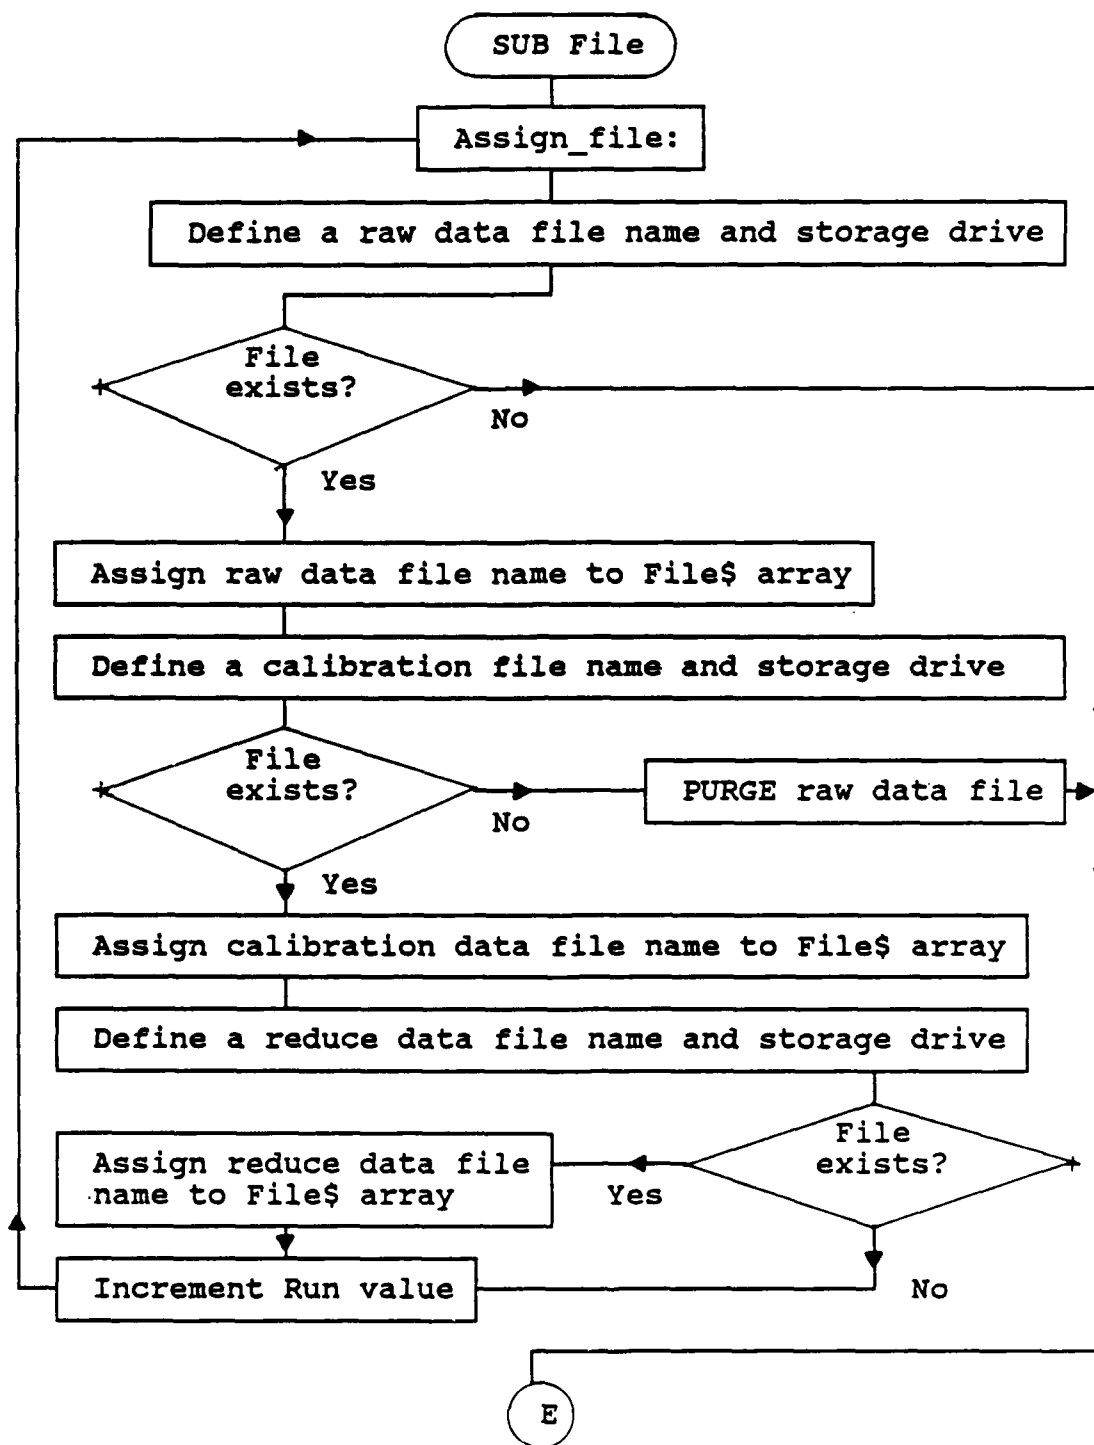 SUB File
Assign_file:
Define a raw data file name and storage drive
File
exists?
No
Yes
Assign raw data file name to File$ array
Define a calibration file name and storage drive
File
exists?
No
PURGE raw data file
Yes
Assign calibration data file name to File$ array
Define a reduce data file name and storage drive
File
exists?
Yes
Assign reduce data file
name to File$ array
No
Increment Run value
E